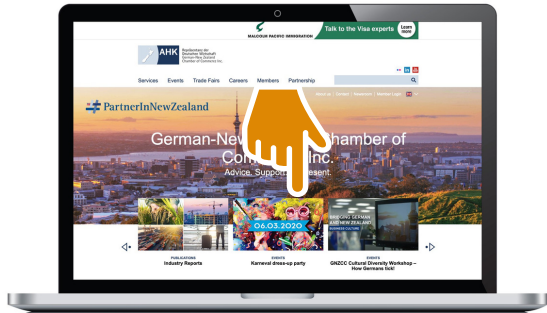 MALCOLM PACIFIC IMMIGRATION
Talk to the Visa experts
Learn
more
AHK
Repräsentanz der
Deutschen Wirtschaft
German-New Zealand
Chamber of Commerce Inc.
Services Events Trade Fairs Careers Members Partnership
About us | Contact | Newsroom | Member Login
PartnerInNewZealand
German-New hamber of
Com Inc.
Advice. Support. esent.
06.03.2020
BRIDGING GERMAN
AND NEW ZEALAND
BUSINESS CULTURE
PUBLICATIONS
Industry Reports
EVENTS
Karneval dress-up party
EVENTS
GNZCC Cultural Diversity Workshop –
How Germans tick!